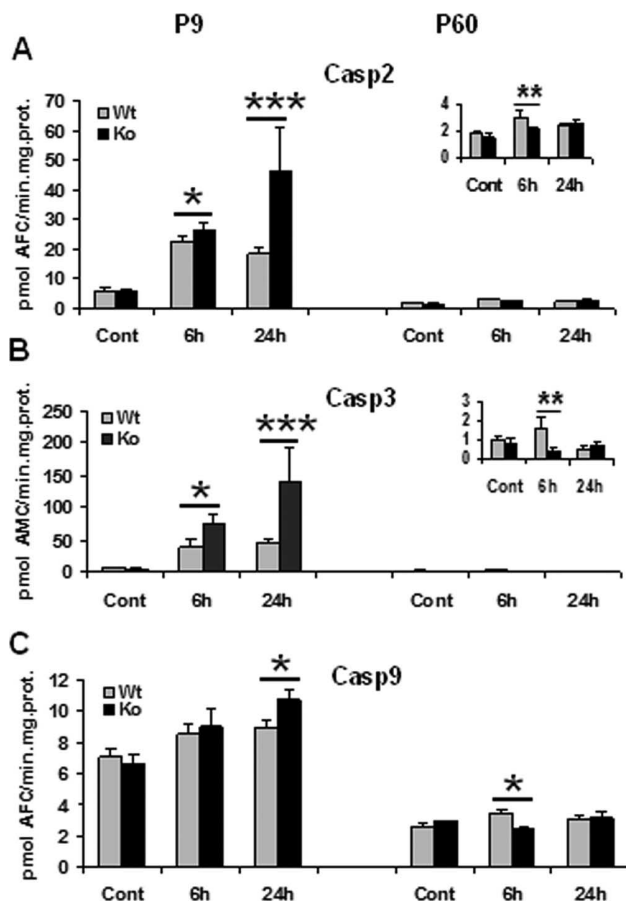 P9 P60
A Casp2
70
60
50
40
30
20
10
0
pmol AFC/min.mg.prot.
Wt
Ko
*
***
Cont 6h 24h Cont 6h 24h
4
2
0
**
Cont 6h 24h
B Casp3
250
200
150
100
50
0
pmol AMC/min.mg.prot.
Wt
Ko
*
***
Cont 6h 24h Cont 6h 24h
3
2
1
0
**
Cont 6h 24h
C Casp9
12
10
8
6
4
2
0
pmol AFC/min.mg.prot.
Wt
Ko
*
*
Cont 6h 24h Cont 6h 24h